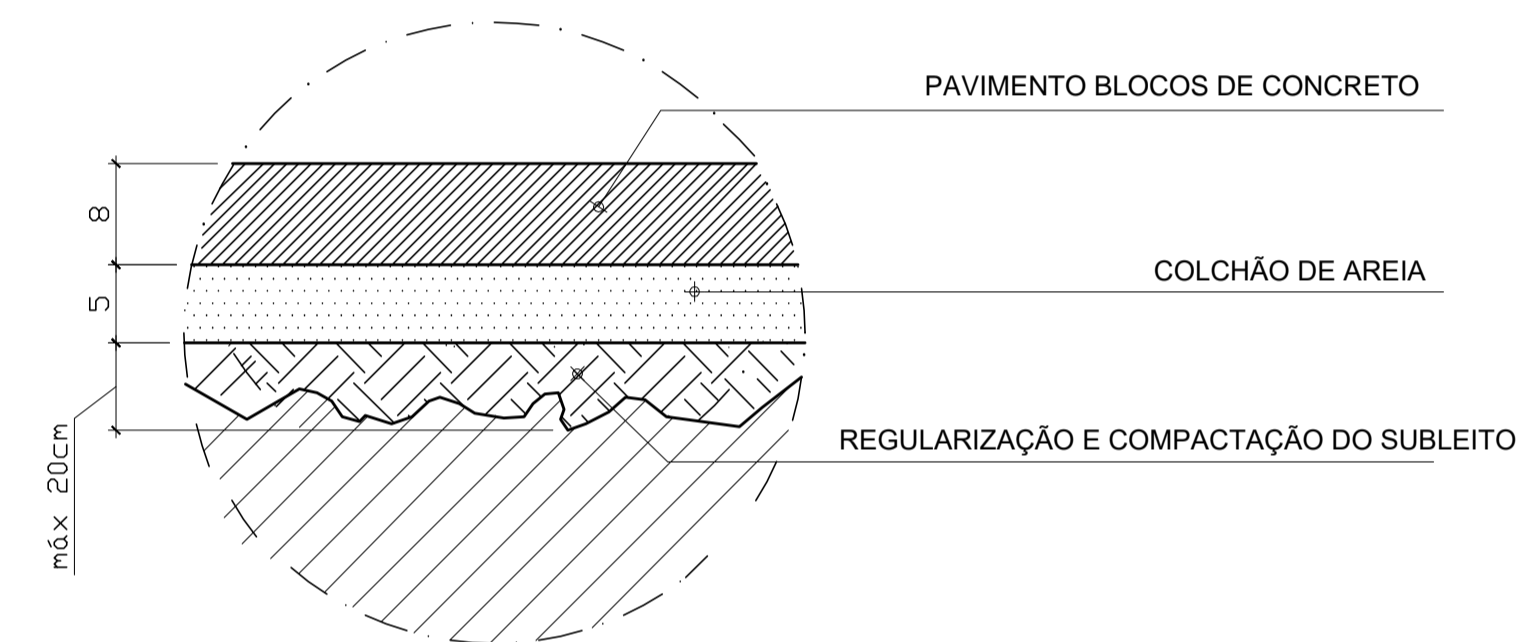 PAVIMENTO BLOCOS DE CONCRETO
8
COLCHÃO DE AREIA
5
REGULARIZAÇÃO E COMPACTAÇÃO DO SUBLEITO
máx 20cm